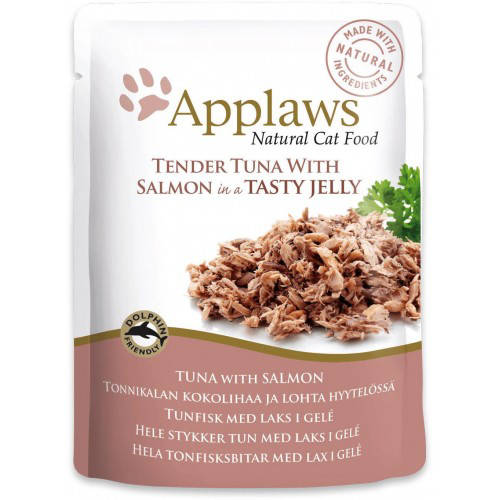 MADE WITH
NATURAL
INGREDIENTS
Applaws
Natural Cat Food
TENDER TUNA WITH
SALMON in a TASTY JELLY
DOLPHIN
FRIENDLY
TUNA WITH SALMON
TONNIKALAN KOKOLIHAA JA LOHTA HYYTELÖSSÄ
TUNFISK MED LAKS I GELÉ
HELE STYKKER TUN MED LAKS I GELÉ
HELA TONFISKSBITAR MED LAX I GELÉ